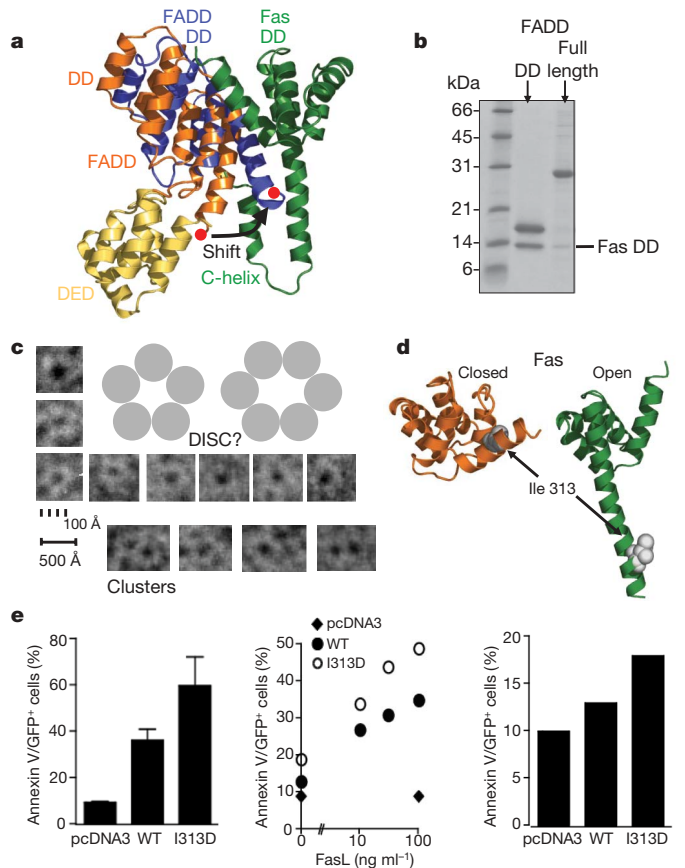 a
FADD DD
Fas DD
DD
FADD
Shift
C-helix
DED
b
FADD
DD
Full length
kDa
66
45
31
21
14
6
Fas DD
c
DISC?
100 Å
500 Å
Clusters
d
Fas
Closed
Open
Ile 313
e
Annexin V/GFP⁺ cells (%)
80
60
40
20
0
pcDNA3 WT I313D
pcDNA3
WT
I313D
Annexin V/GFP⁺ cells (%)
50
40
30
20
10
0
0 10 100
FasL (ng ml⁻¹)
Annexin V/GFP⁺ cells (%)
20
15
10
5
0
pcDNA3 WT I313D